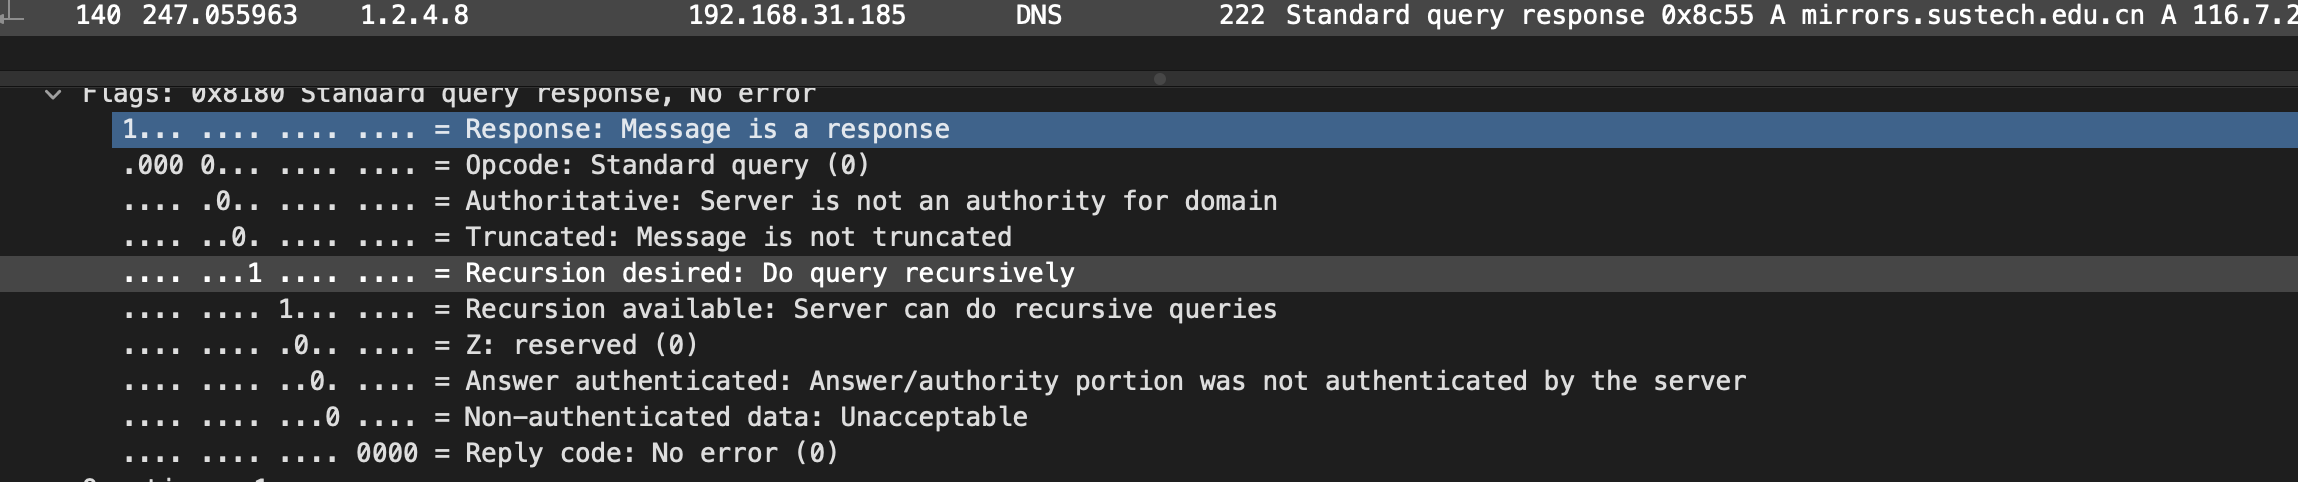 140 247.055963 1.2.4.8 192.168.31.185 DNS 222 Standard query response 0x8c55 A mirrors.sustech.edu.cn A 116.7.2
Flags: 0x8180 Standard query response, No error
1... .... .... .... = Response: Message is a response
.000 0... .... .... = Opcode: Standard query (0)
.... .0.. .... .... = Authoritative: Server is not an authority for domain
.... ..0. .... .... = Truncated: Message is not truncated
.... ...1 .... .... = Recursion desired: Do query recursively
.... .... 1... .... = Recursion available: Server can do recursive queries
.... .... .0.. .... = Z: reserved (0)
.... .... ..0. .... = Answer authenticated: Answer/authority portion was not authenticated by the server
.... .... ...0 .... = Non-authenticated data: Unacceptable
.... .... .... 0000 = Reply code: No error (0)